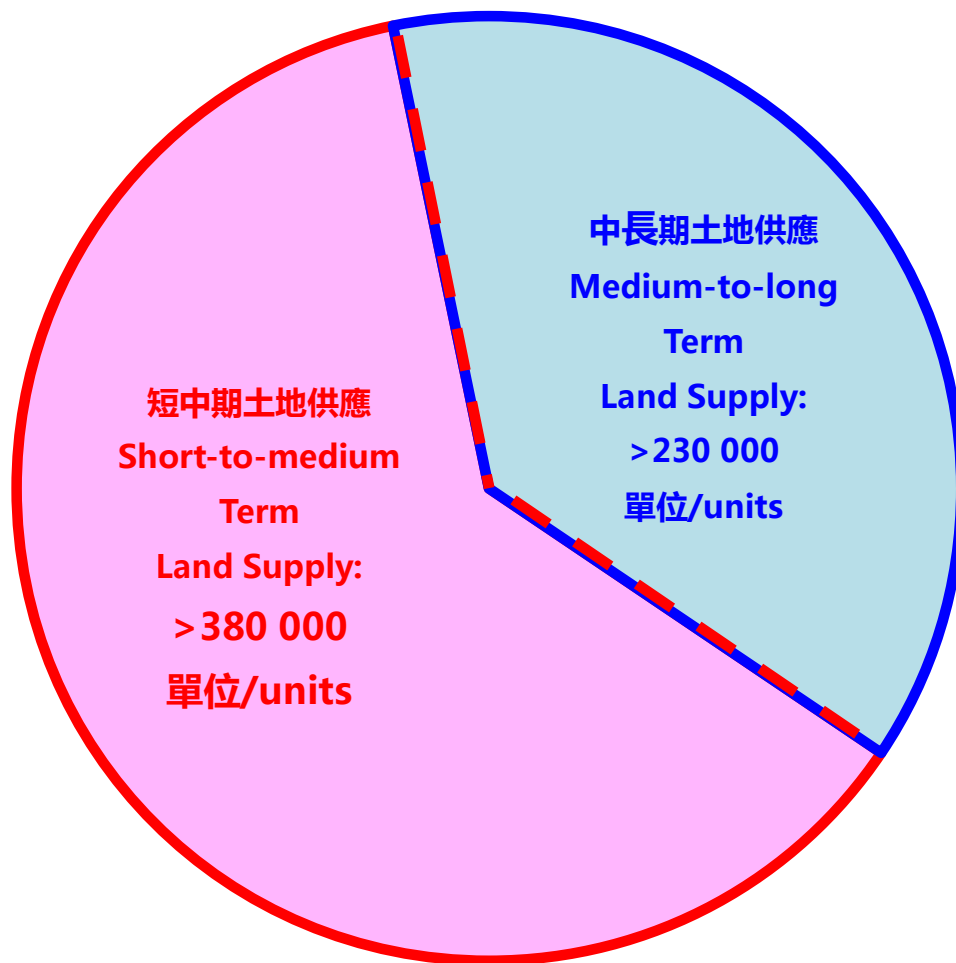 中長期土地供應
Medium-to-long
Term
Land Supply:
>230 000
單位/units
短中期土地供應
Short-to-medium
Term
Land Supply:
>380 000
單位/units